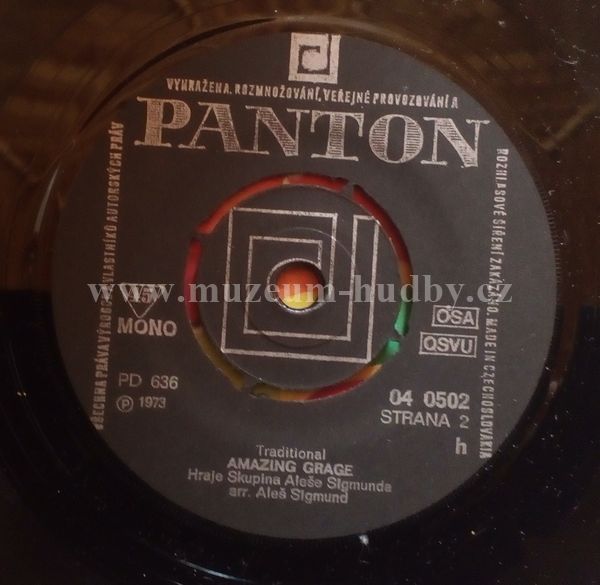 VYHRAŽENA. ROZMNOŽOVÁNÍ, VEŘEJNÉ PROVOZOVÁNÍ A
PANTON
VŠECHNA PRÁVA VÝROBCE I VLASTNÍKŮ AUTORSKÝCH PRÁV
ROZHLASOVÉ ŠÍŘENÍ ZAKÁZÁNO. MADE IN CZECHOSLOVAKIA
www.muzeum-hudby.cz
45
MONO
OSA
QSVU
PD 636
℗ 1973
04 0502
STRANA 2
h
Traditional
AMAZING GRAGE
Hraje Skupina Aleše Sigmunda
arr. Aleš Sigmund